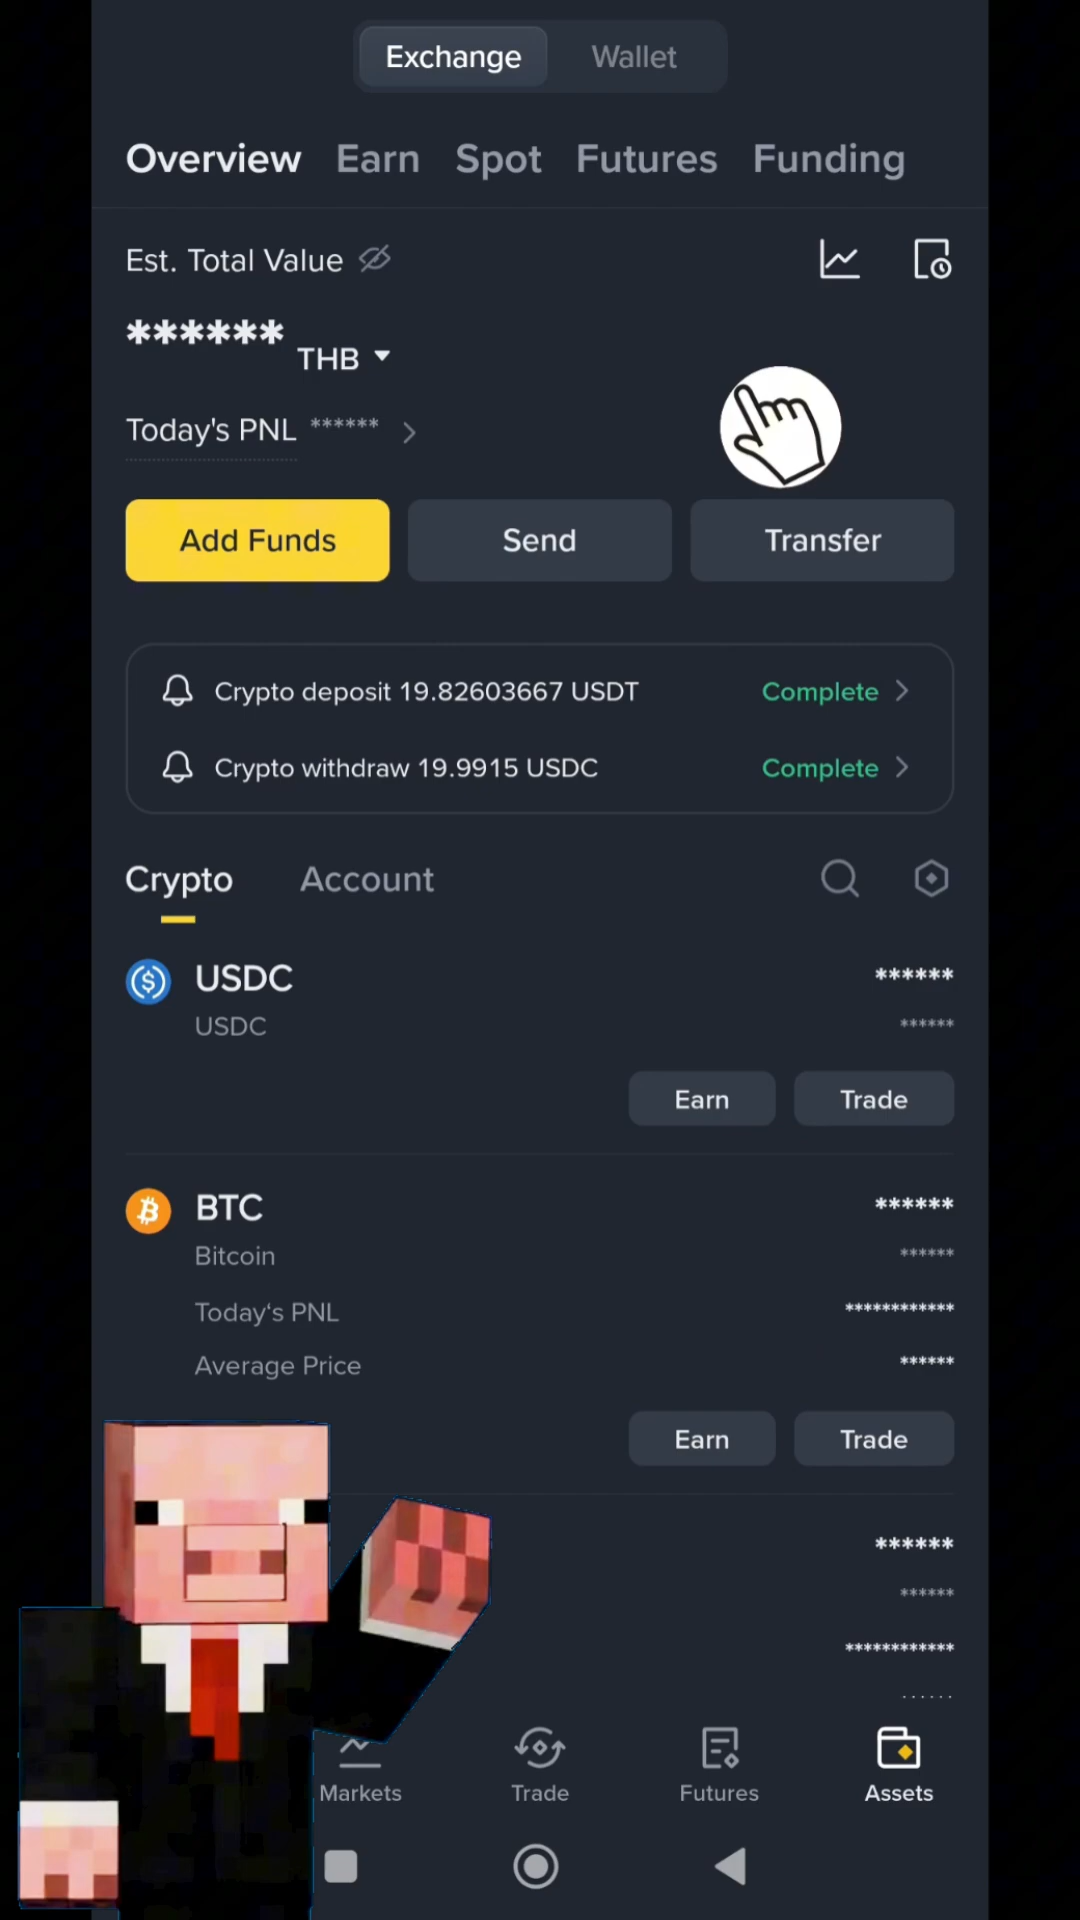 Exchange Wallet
Overview Earn Spot Futures Funding
Est. Total Value
****** THB
Today's PNL ******
Add Funds Send Transfer
Crypto deposit 19.82603667 USDT Complete
Crypto withdraw 19.9915 USDC Complete
Crypto Account
USDC ******
USDC ******
Earn Trade
BTC ******
Bitcoin ******
Today‘s PNL ************
Average Price ******
Earn Trade
******
******
************
Markets Trade Futures Assets